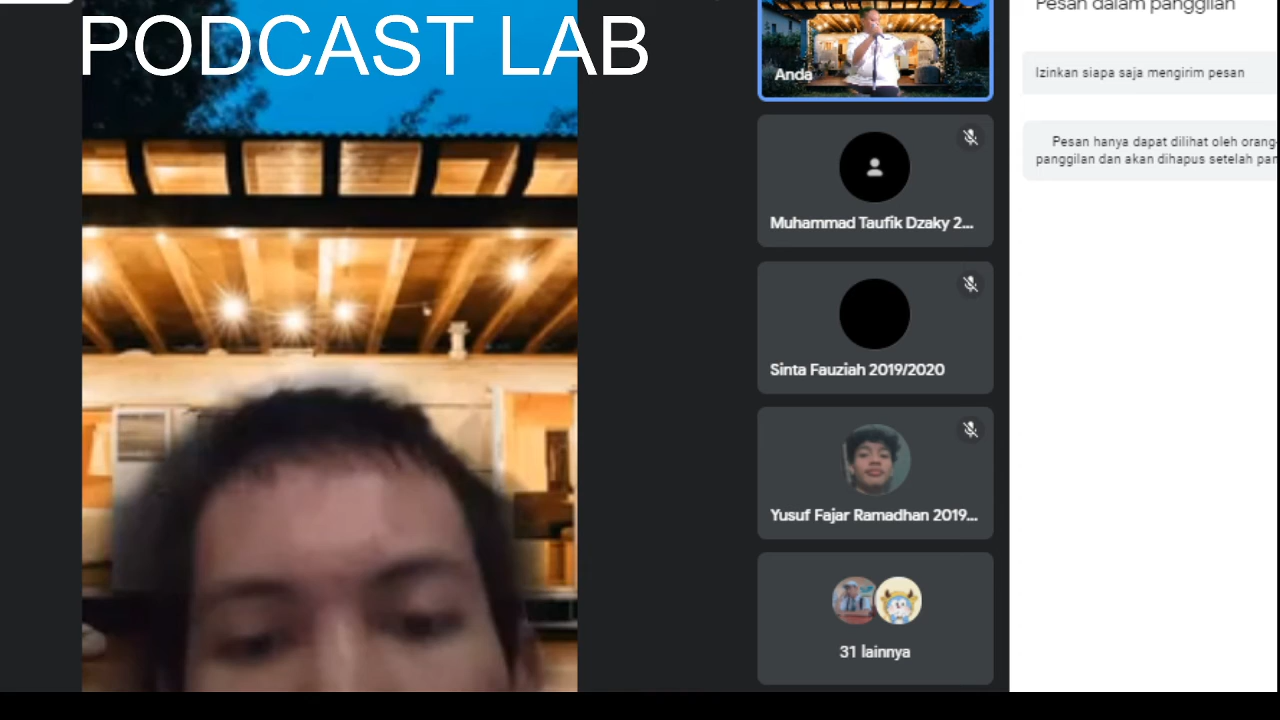 PODCAST LAB
Pesan dalam panggilan
Anda
Izinkan siapa saja mengirim pesan
Pesan hanya dapat dilihat oleh orang-
panggilan dan akan dihapus setelah pan
Muhammad Taufik Dzaky 2...
Sinta Fauziah 2019/2020
Yusuf Fajar Ramadhan 2019...
31 lainnya